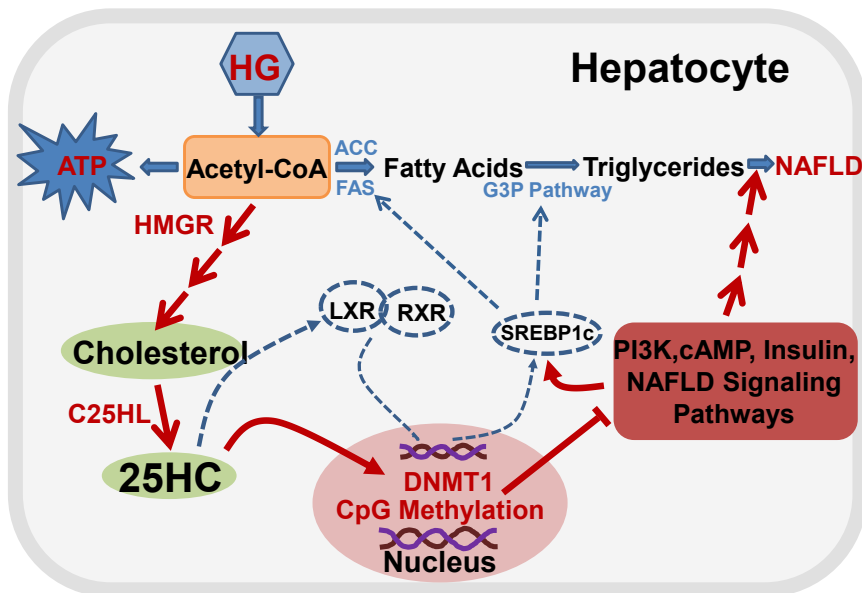 HG
Hepatocyte
ATP
Acetyl-CoA
ACC
FAS
Fatty Acids
Triglycerides
NAFLD
G3P Pathway
HMGR
LXR
RXR
SREBP1c
Cholesterol
PI3K,cAMP, Insulin,
NAFLD Signaling
Pathways
C25HL
25HC
DNMT1
CpG Methylation
Nucleus